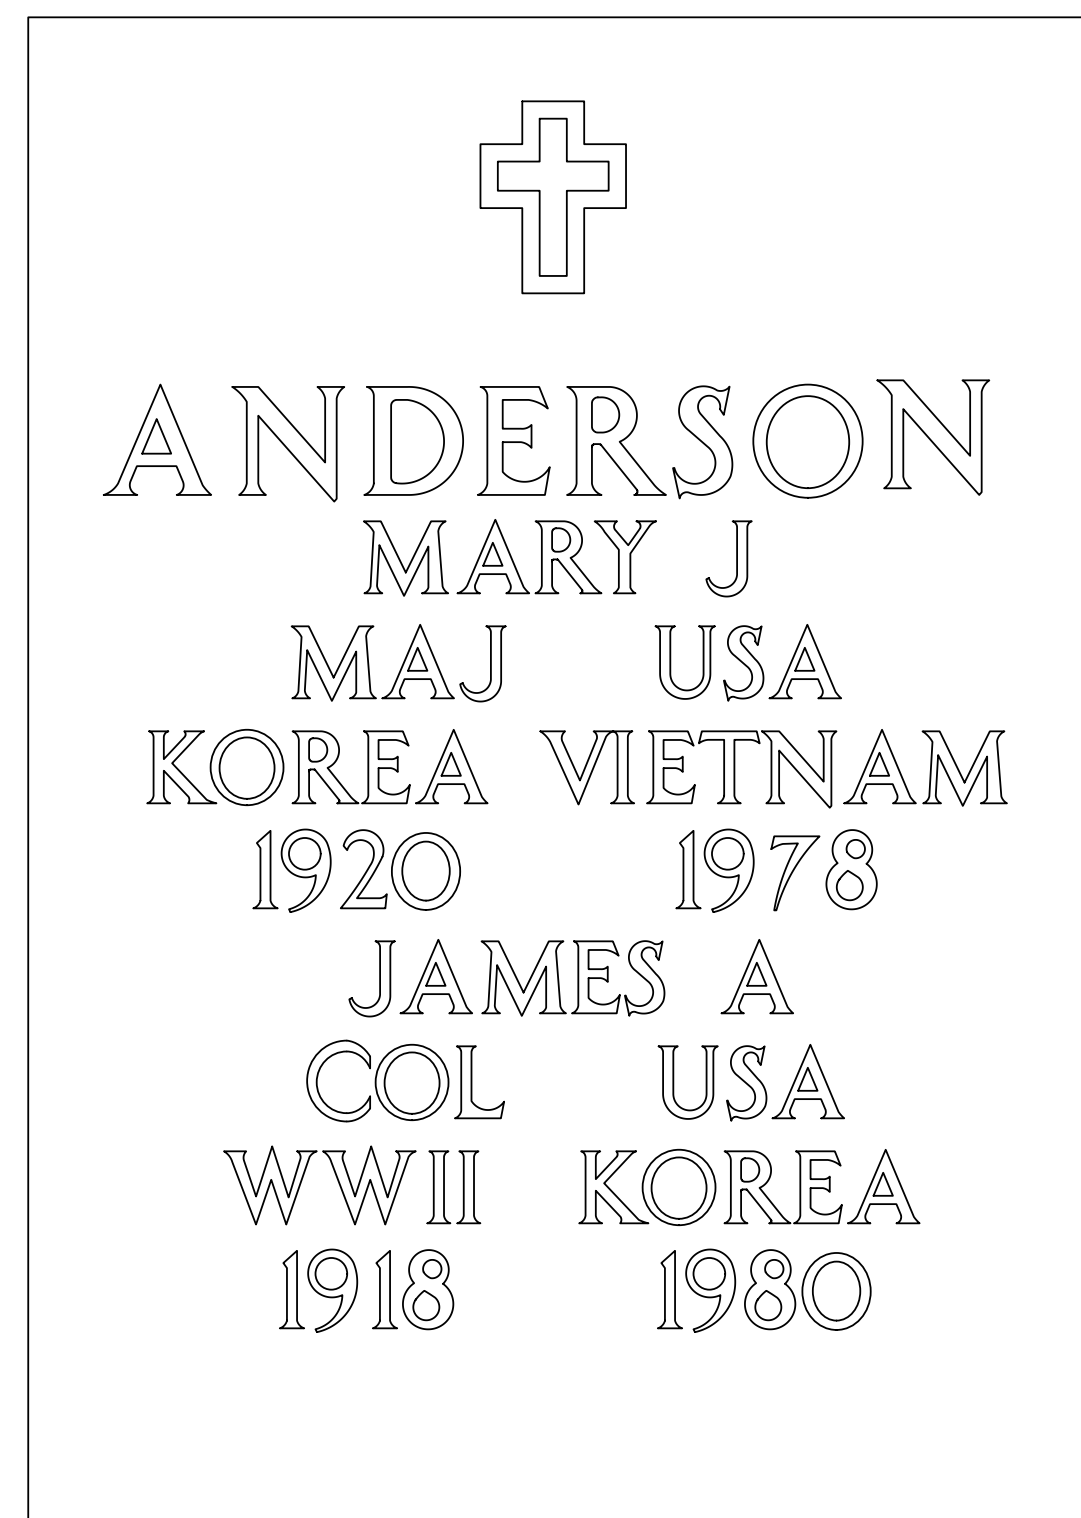 ANDERSON
MARY J
MAJ USA
KOREA VIETNAM
1920 1978
JAMES A
COL USA
WWII KOREA
1918 1980